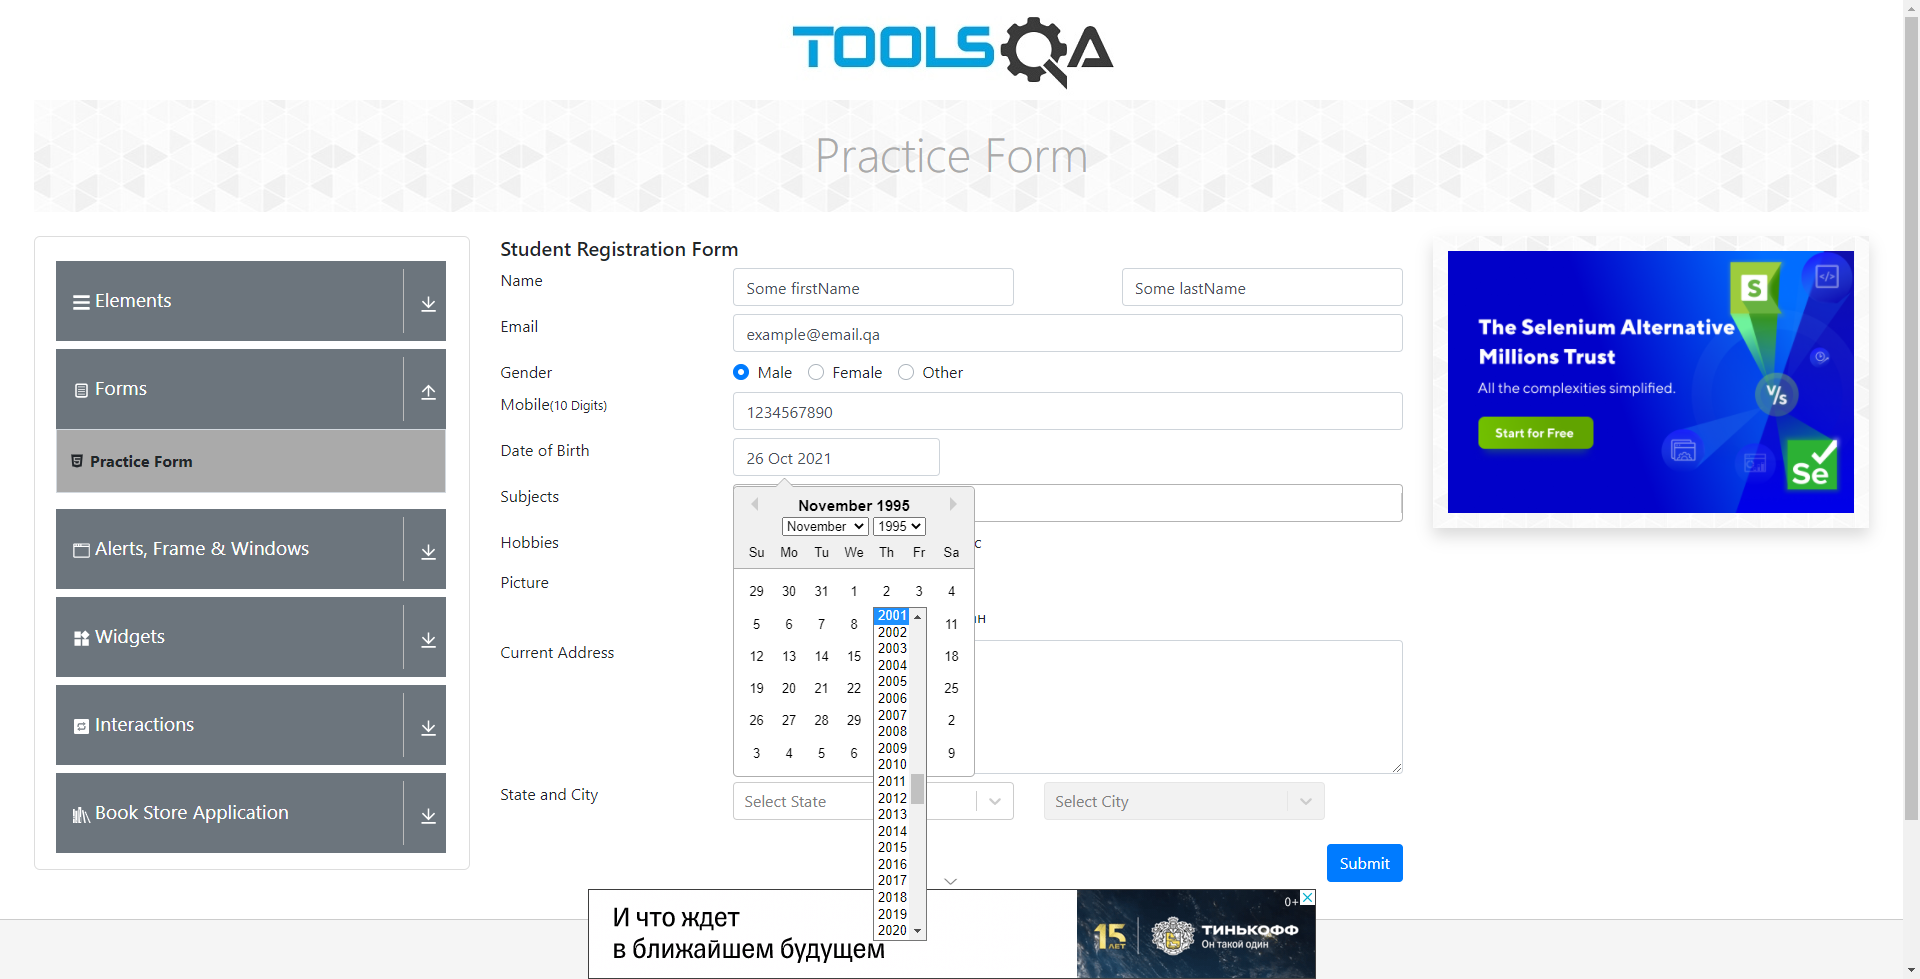 TOOLSQA
Practice Form
Elements
Forms
Practice Form
Alerts, Frame & Windows
Widgets
Interactions
Book Store Application
Student Registration Form
Name
Some firstName
Some lastName
Email
example@email.qa
Gender
Male
Female
Other
Mobile(10 Digits)
1234567890
Date of Birth
26 Oct 2021
Subjects
November 1995
November
1995
Su Mo Tu We Th Fr Sa
29 30 31 1 2 3 4
5 6 7 8 11
12 13 14 15 18
19 20 21 22 25
26 27 28 29 2
3 4 5 6 9
2001
2002
2003
2004
2005
2006
2007
2008
2009
2010
2011
2012
2013
2014
2015
2016
2017
2018
2019
2020
Hobbies
c
Picture
н
Current Address
State and City
Select State
Select City
Submit
The Selenium Alternative
Millions Trust
All the complexities simplified.
Start for Free
S
</>
V/s
Se
И что ждет
в ближайшем будущем
0+
15
ЛЕТ
ТИНЬКОФФ
Он такой один